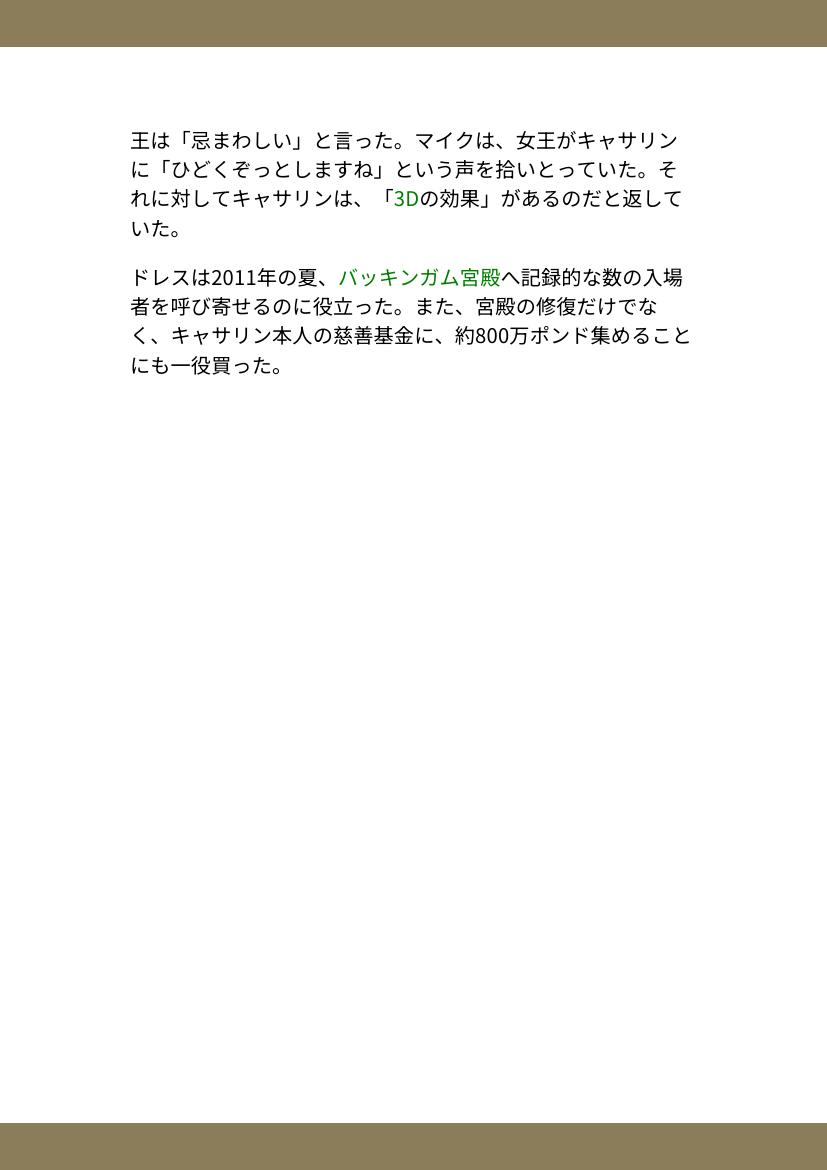 王は「忌まわしい」と言った。マイクは、女王がキャサリン
に「ひどくぞっとしますね」という声を拾いとっていた。そ
れに対してキャサリンは、「3Dの効果」があるのだと返して
いた。
ドレスは2011年の夏、バッキンガム宮殿へ記録的な数の入場
者を呼び寄せるのに役立った。また、宮殿の修復だけでな
く、キャサリン本人の慈善基金に、約800万ポンド集めること
にも一役買った。